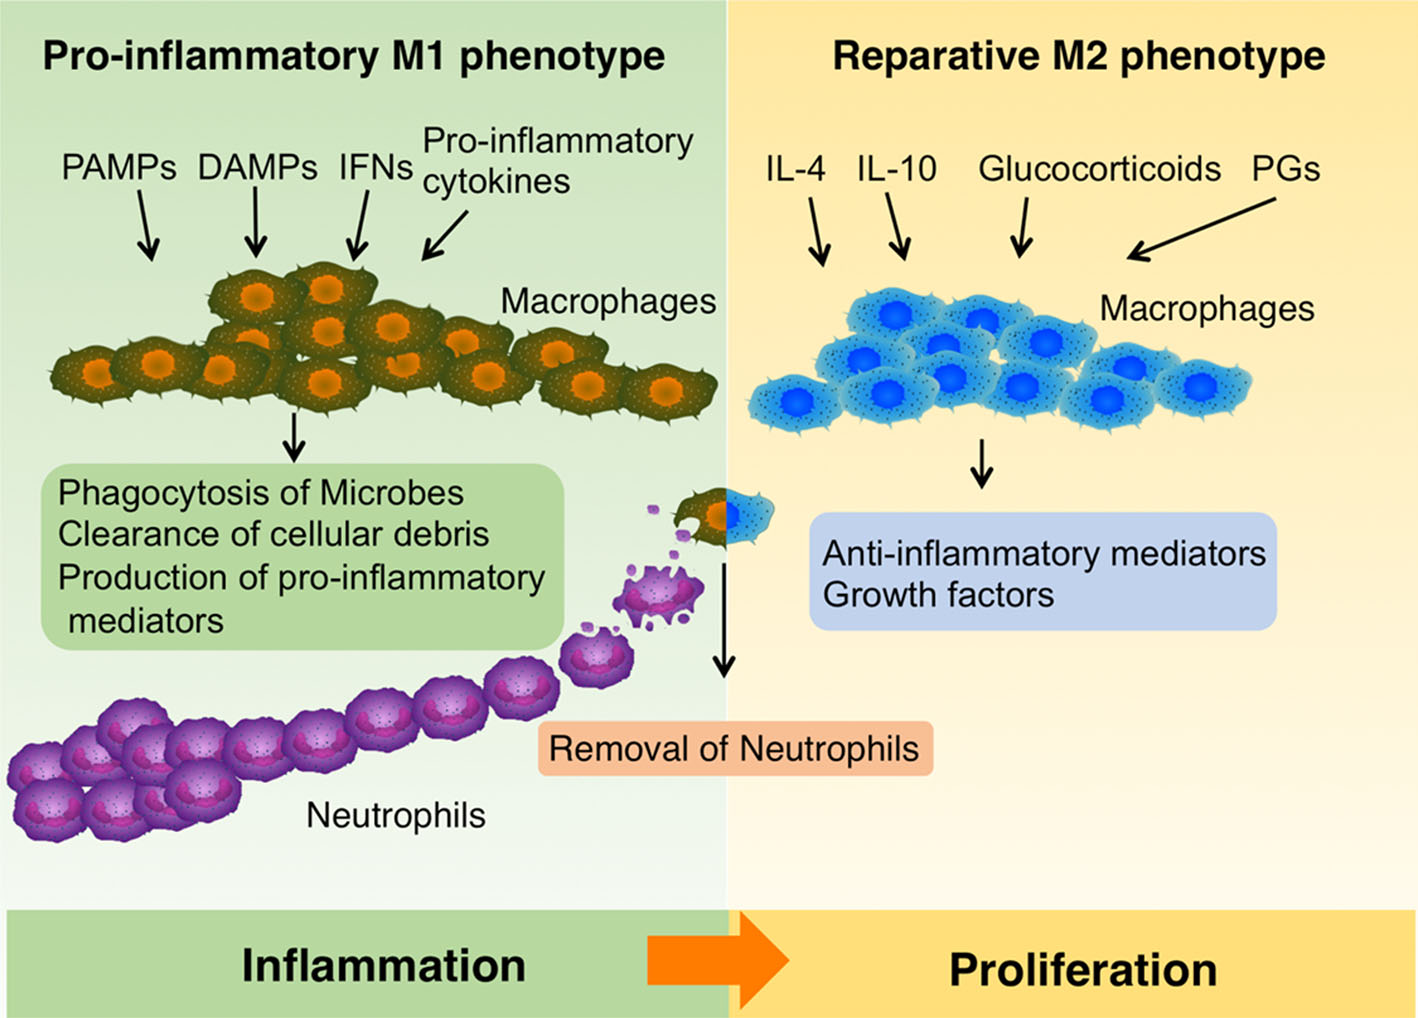 Pro-inflammatory M1 phenotype
Reparative M2 phenotype
PAMPs DAMPs IFNs Pro-inflammatory
cytokines
IL-4 IL-10 Glucocorticoids PGs
Macrophages
Macrophages
Phagocytosis of Microbes
Clearance of cellular debris
Production of pro-inflammatory
mediators
Anti-inflammatory mediators
Growth factors
Removal of Neutrophils
Neutrophils
Inflammation
Proliferation